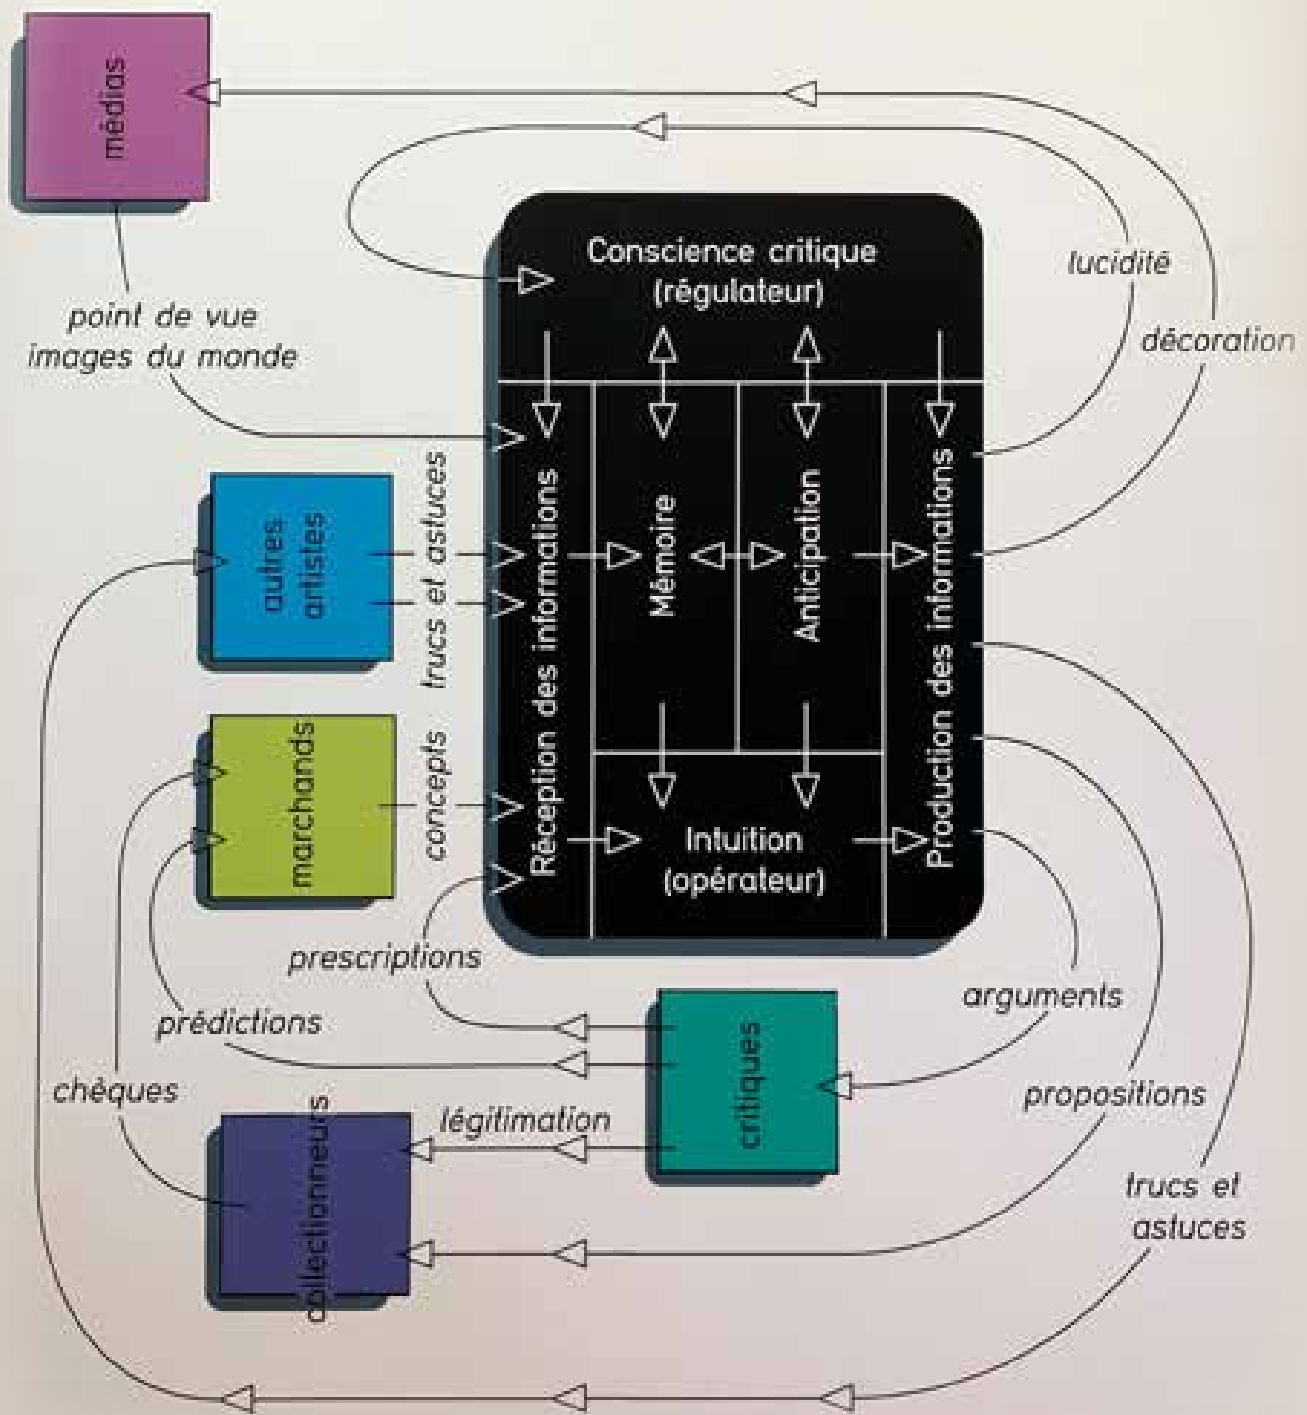 médias
Conscience critique
(régulateur)
lucidité
décoration
point de vue
images du monde
autres
artistes
trucs et astuces
Réception des informations
Mémoire
Anticipation
Production des informations
marchands
concepts
Intuition
(opérateur)
prescriptions
prédictions
chèques
arguments
critiques
légitimation
propositions
collectionneurs
trucs et
astuces